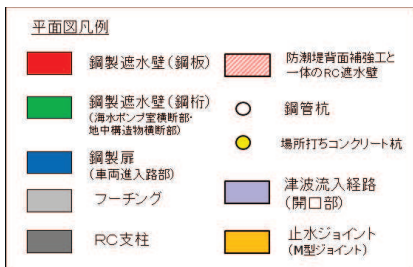 平面図凡例
鋼製遮水壁(鋼板)
鋼製遮水壁(鋼桁)
(海水ポンプ室横断部・
地中構造物横断部)
鋼製扉
(車両進入路部)
フーチング
RC支柱
防潮堤背面補強工と
一体のRC遮水壁
鋼管杭
場所打ちコンクリート杭
津波流入経路
(開口部)
止水ジョイント
(M型ジョイント)